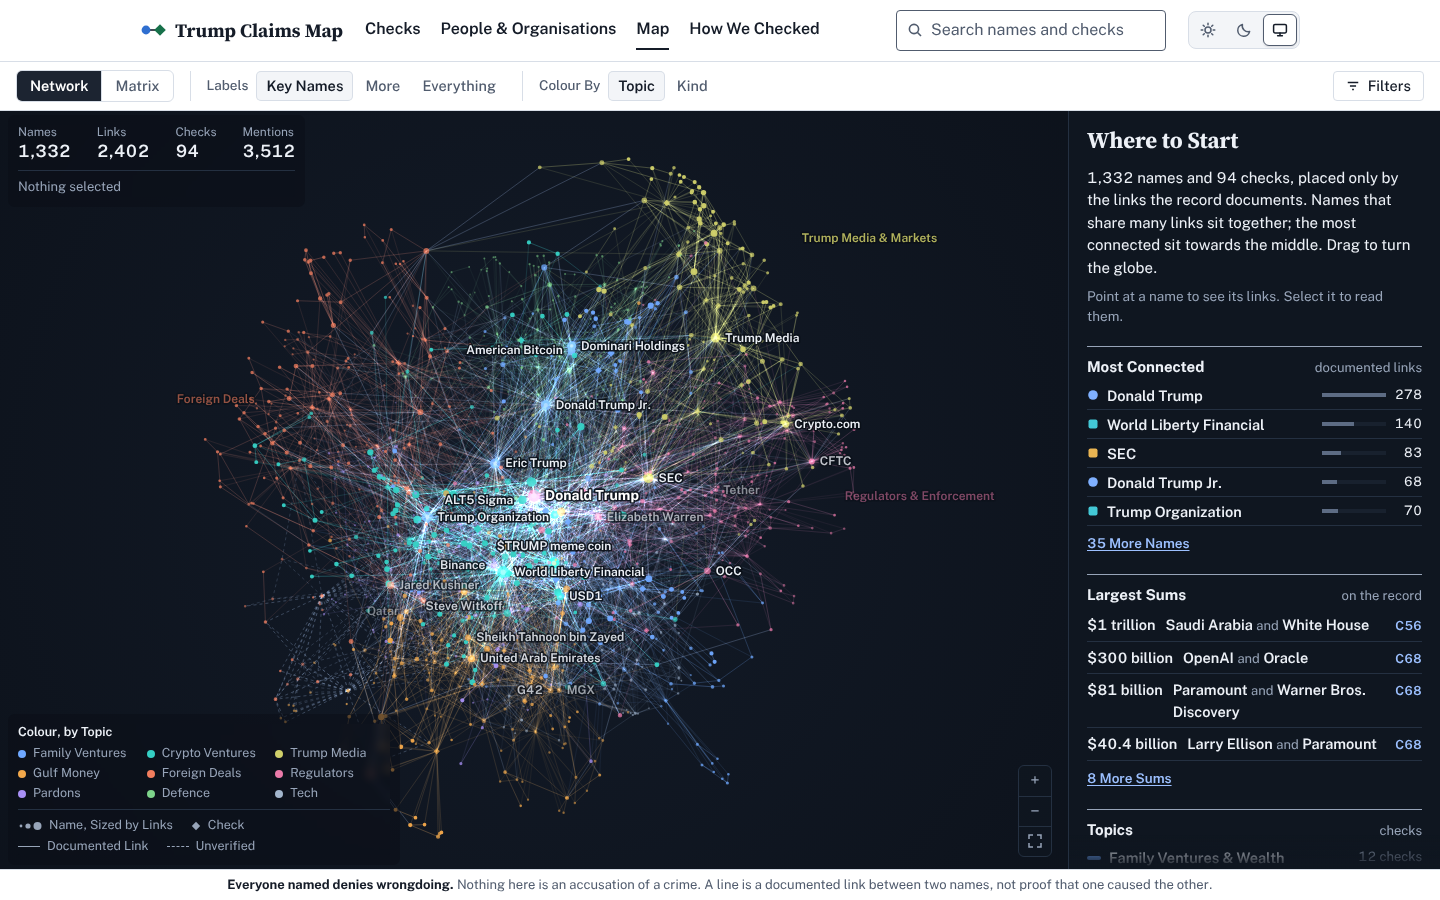 Trump Claims Map
Checks
People & Organisations
Map
How We Checked
Search names and checks
Network
Matrix
Labels
Key Names
More
Everything
Colour By
Topic
Kind
Filters
Names
Links
Checks
Mentions
1,332
2,402
94
3,512
Nothing selected
Trump Media & Markets
Trump Media
American Bitcoin
Dominari Holdings
Foreign Deals
Donald Trump Jr.
Crypto.com
Eric Trump
CFTC
SEC
Tether
ALT5 Sigma
Donald Trump
Regulators & Enforcement
Trump Organization
Elizabeth Warren
$TRUMP meme coin
Binance
World Liberty Financial
OCC
Jared Kushner
USD1
Qatar
Steve Witkoff
Sheikh Tahnoon bin Zayed
United Arab Emirates
G42
MGX
Colour, by Topic
Family Ventures
Crypto Ventures
Trump Media
Gulf Money
Foreign Deals
Regulators
Pardons
Defence
Tech
Name, Sized by Links
Check
Documented Link
Unverified
+
−
Where to Start
1,332 names and 94 checks, placed only by
the links the record documents. Names that
share many links sit together; the most
connected sit towards the middle. Drag to turn
the globe.
Point at a name to see its links. Select it to read
them.
Most Connected
documented links
Donald Trump 278
World Liberty Financial 140
SEC 83
Donald Trump Jr. 68
Trump Organization 70
35 More Names
Largest Sums
on the record
$1 trillion Saudi Arabia and White House C56
$300 billion OpenAI and Oracle C68
$81 billion Paramount and Warner Bros. C68
Discovery
$40.4 billion Larry Ellison and Paramount C68
8 More Sums
Topics
checks
Family Ventures & Wealth 12 checks
Everyone named denies wrongdoing. Nothing here is an accusation of a crime. A line is a documented link between two names, not proof that one caused the other.